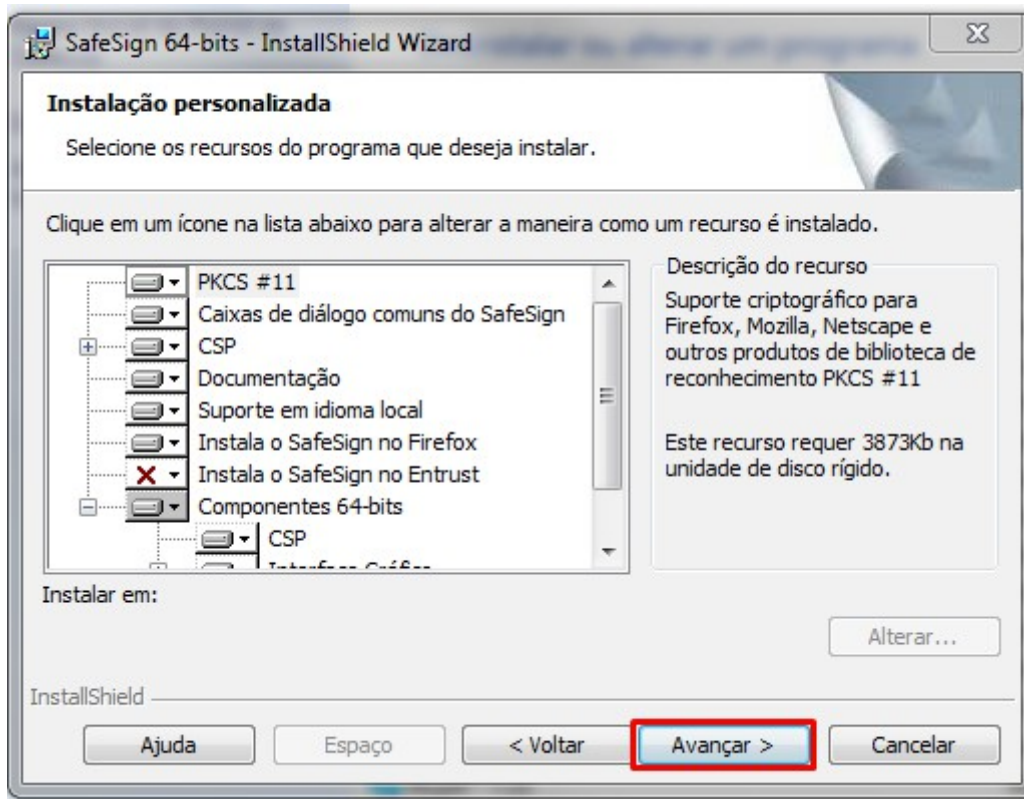 SafeSign 64-bits - InstallShield Wizard
Instalação personalizada
Selecione os recursos do programa que deseja instalar.
Clique em um ícone na lista abaixo para alterar a maneira como um recurso é instalado.
PKCS #11
Caixas de diálogo comuns do SafeSign
CSP
Documentação
Suporte em idioma local
Instala o SafeSign no Firefox
Instala o SafeSign no Entrust
Componentes 64-bits
CSP
Interface Gráfica
Descrição do recurso
Suporte criptográfico para
Firefox, Mozilla, Netscape e
outros produtos de biblioteca de
reconhecimento PKCS #11
Este recurso requer 3873Kb na
unidade de disco rígido.
Instalar em:
Alterar...
InstallShield
Ajuda
Espaço
< Voltar
Avançar >
Cancelar